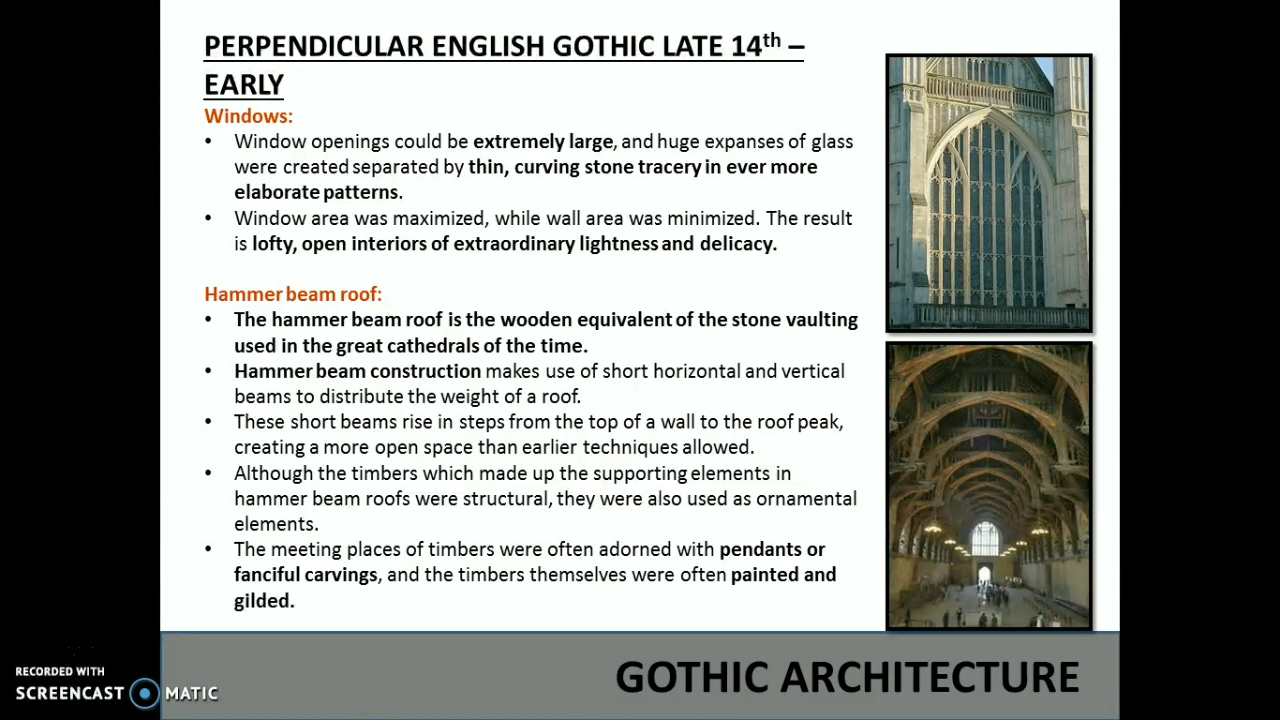 PERPENDICULAR ENGLISH GOTHIC LATE 14th –
EARLY
Windows:
• Window openings could be extremely large, and huge expanses of glass
were created separated by thin, curving stone tracery in ever more
elaborate patterns.
• Window area was maximized, while wall area was minimized. The result
is lofty, open interiors of extraordinary lightness and delicacy.
Hammer beam roof:
• The hammer beam roof is the wooden equivalent of the stone vaulting
used in the great cathedrals of the time.
• Hammer beam construction makes use of short horizontal and vertical
beams to distribute the weight of a roof.
• These short beams rise in steps from the top of a wall to the roof peak,
creating a more open space than earlier techniques allowed.
• Although the timbers which made up the supporting elements in
hammer beam roofs were structural, they were also used as ornamental
elements.
• The meeting places of timbers were often adorned with pendants or
fanciful carvings, and the timbers themselves were often painted and
gilded.
GOTHIC ARCHITECTURE
RECORDED WITH
SCREENCAST MATIC